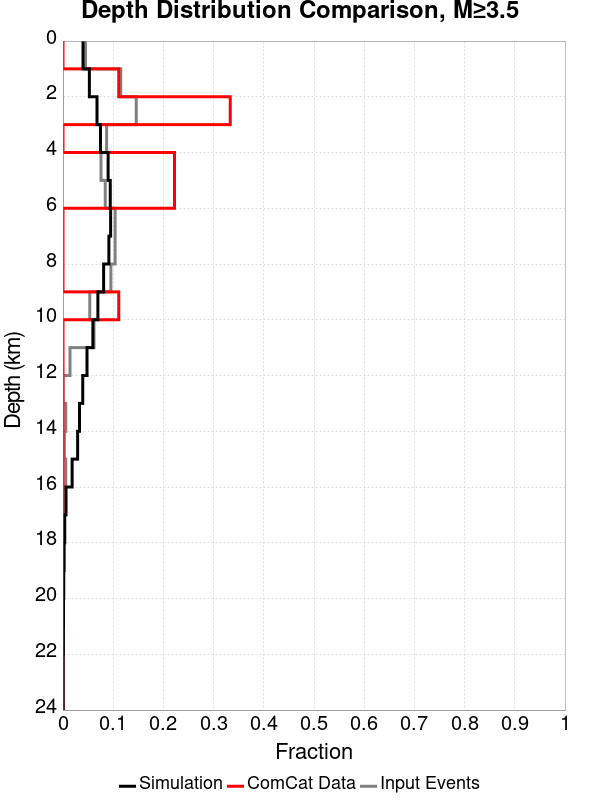 Depth Distribution Comparison, M≥3.5
0
2
4
6
8
10
12
14
16
18
20
22
24
Depth (km)
0 0.1 0.2 0.3 0.4 0.5 0.6 0.7 0.8 0.9 1
Fraction
Simulation ComCat Data Input Events